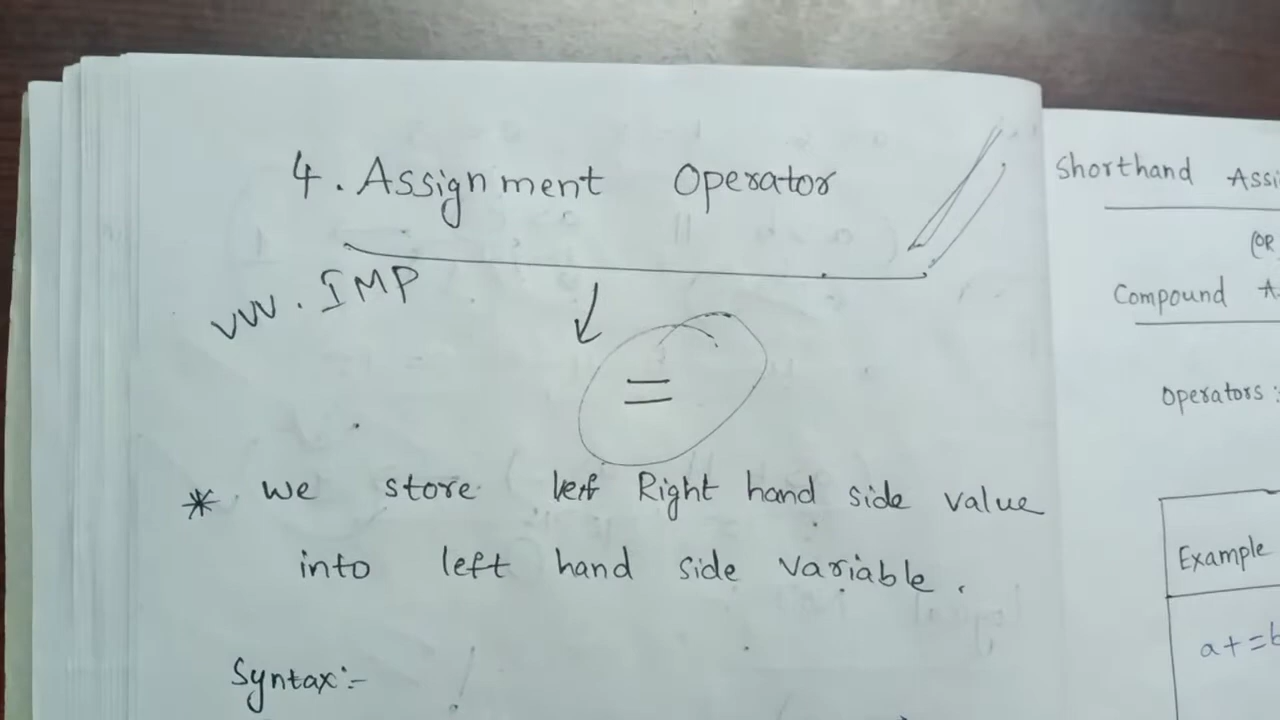 4. Assignment Operator
VVV. IMP
=
* We store Right hand side value
into left hand side variable.
Syntax:-
Shorthand Assi
(OR
Compound A
Operators:
Example
a+=b